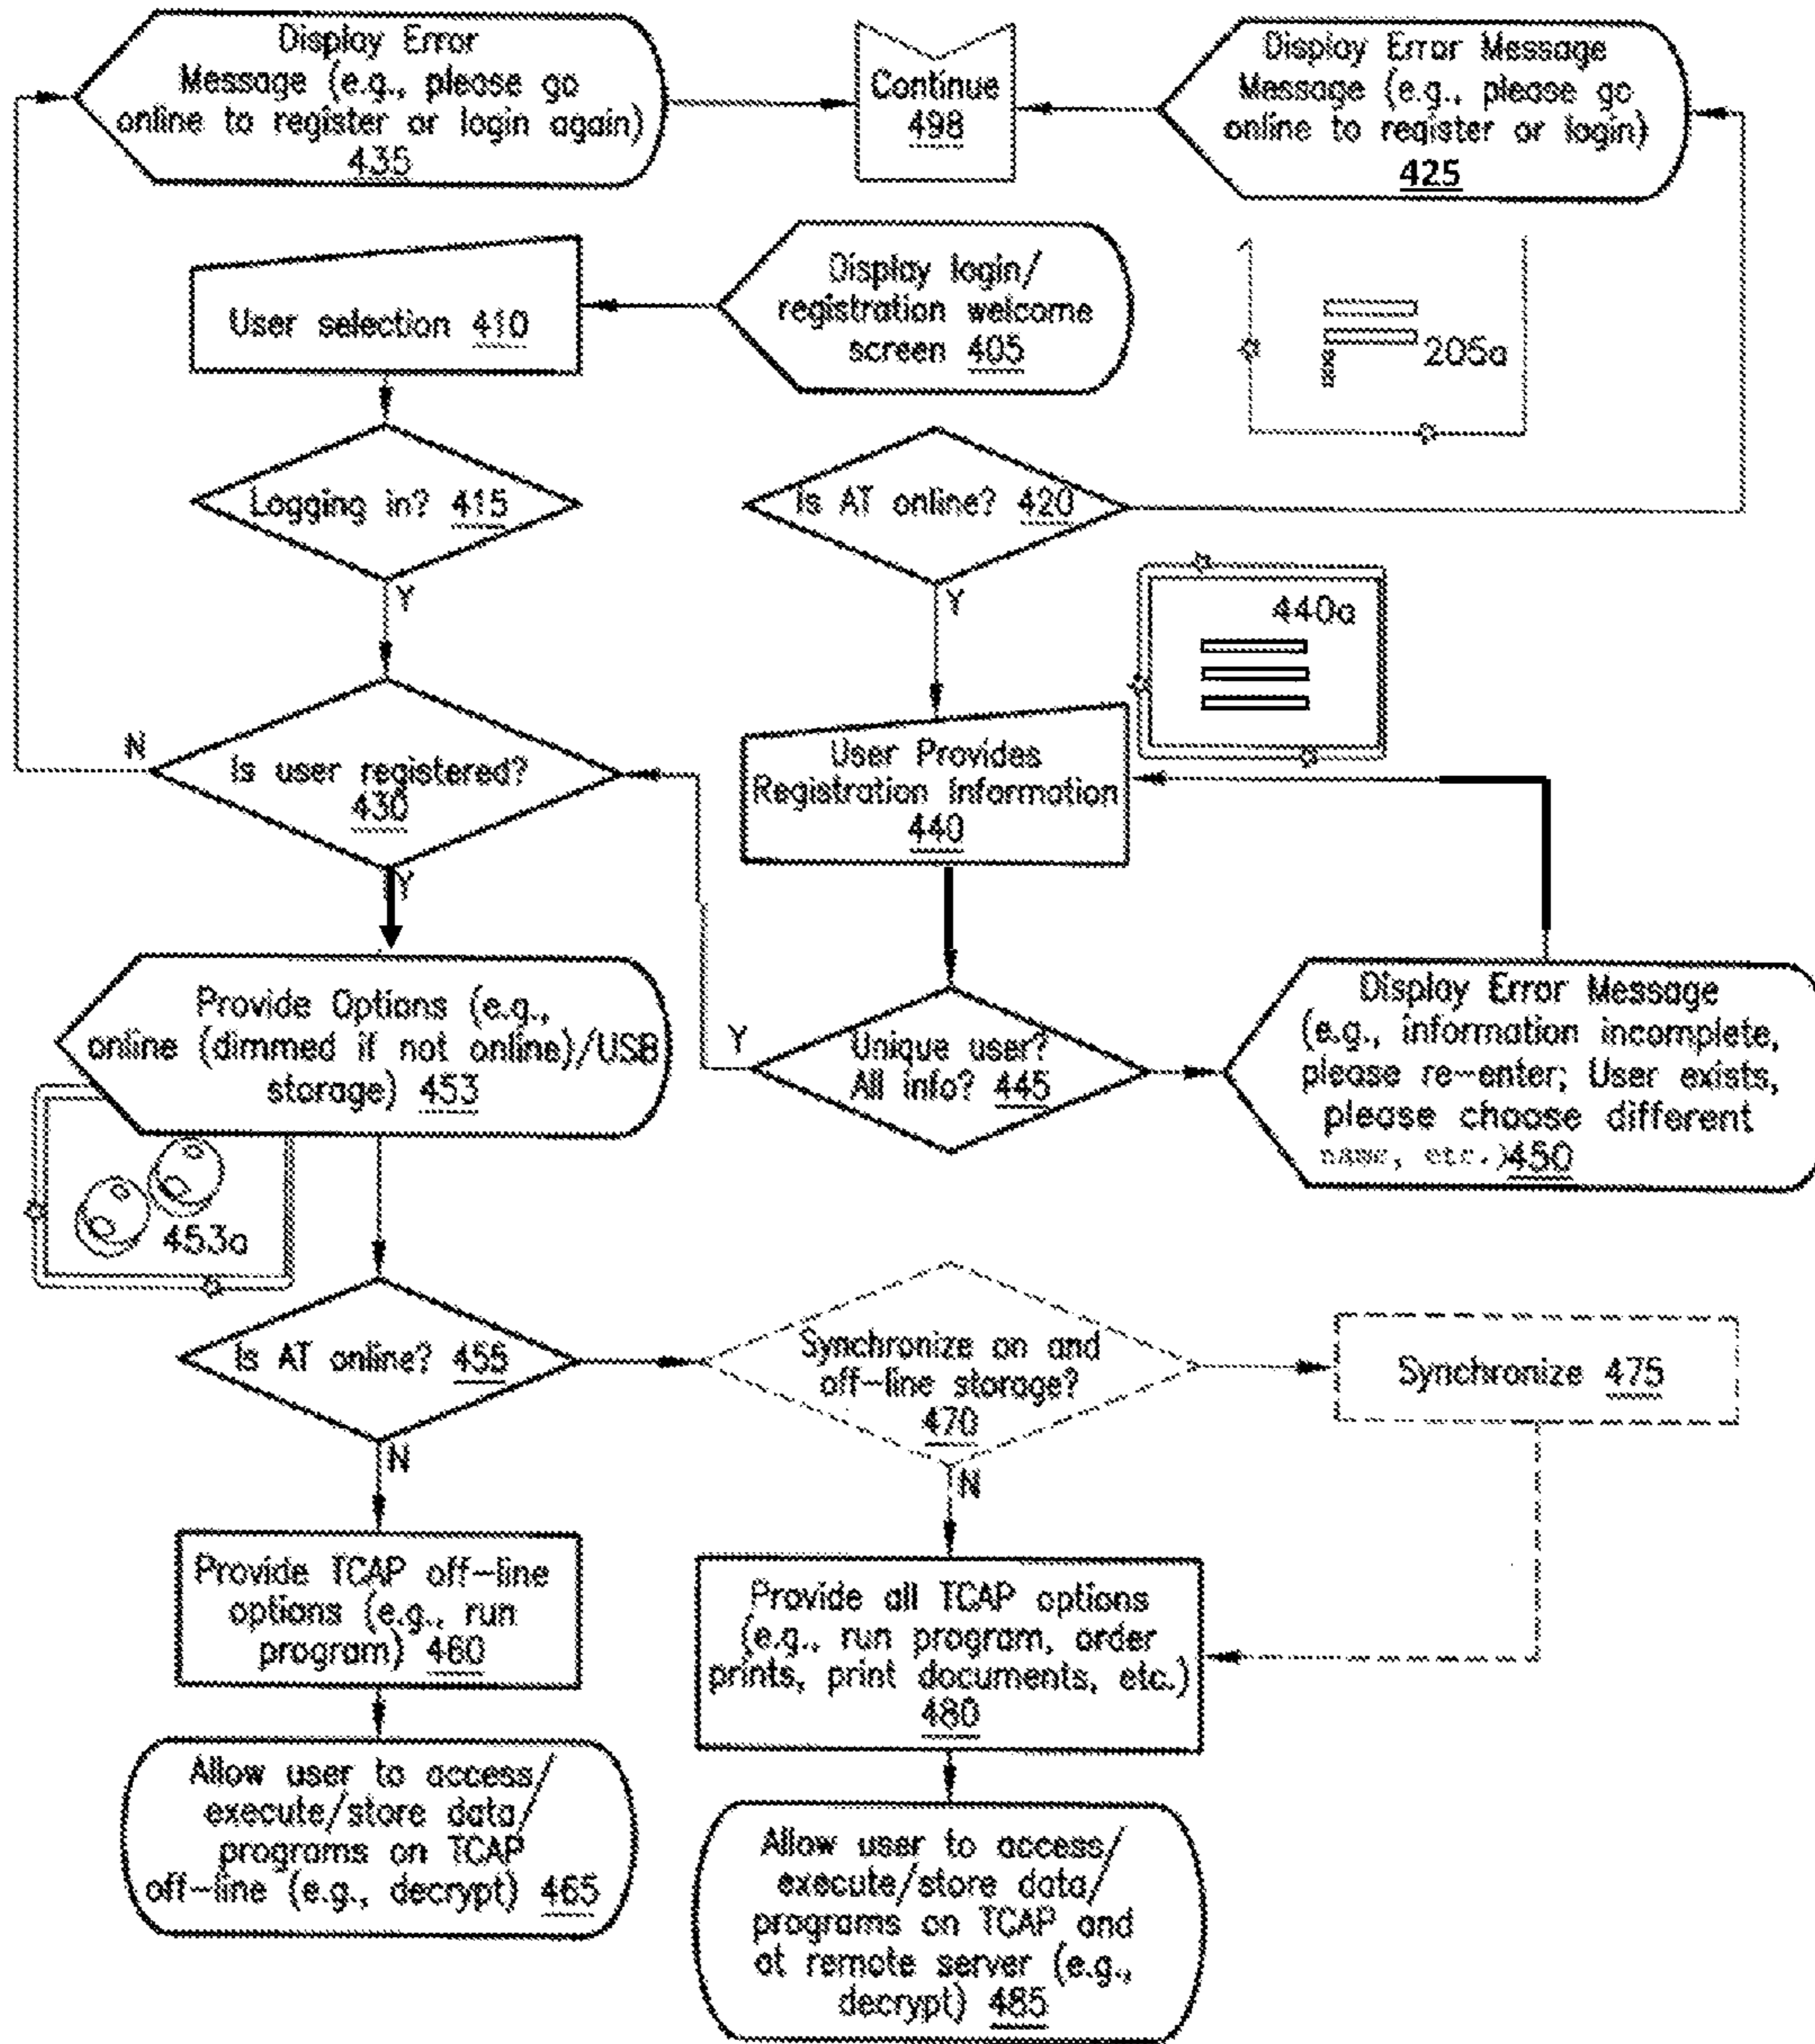 Display Error
Message (e.g., please go
online to register or login again)
435
Continue
498
Display Error Message
Message (e.g., please go
online to register or login)
425
User selection 410
Display login/
registration welcome
screen 405
205a
Logging in? 415
Y
Is AT online? 420
Y
440a
N
Is user registered?
430
Y
User Provides
Registration Information
440
Provide Options (e.g.,
online (dimmed if not online)/USB
storage) 453
453a
Y
Unique user?
All info? 445
Display Error Message
(e.g., information incomplete,
please re-enter; User exists,
please choose different
name, etc.) 450
Is AT online? 455
N
Synchronize on and
off-line storage?
470
N
Synchronize 475
Provide TCAP off-line
options (e.g., run
program) 460
Provide all TCAP options
(e.g., run program, order
prints, print documents, etc.)
480
Allow user to access/
execute/store data/
programs on TCAP
off-line (e.g., decrypt) 465
Allow user to access/
execute/store data/
programs on TCAP and
at remote server (e.g.,
decrypt) 485